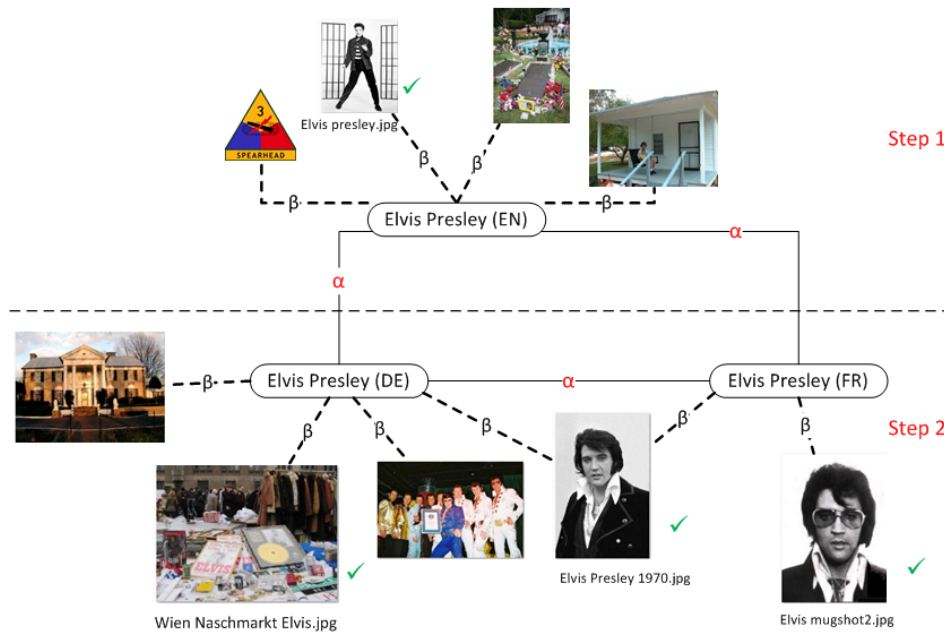 3
SPEARHEAD
Elvis presley.jpg
β
β
β
β
Step 1
Elvis Presley (EN)
α
α
β
Elvis Presley (DE)
α
Elvis Presley (FR)
β
β
β
β
β
Step 2
ELVIS
Elvis Presley 1970.jpg
Wien Naschmarkt Elvis.jpg
Elvis mugshot2.jpg